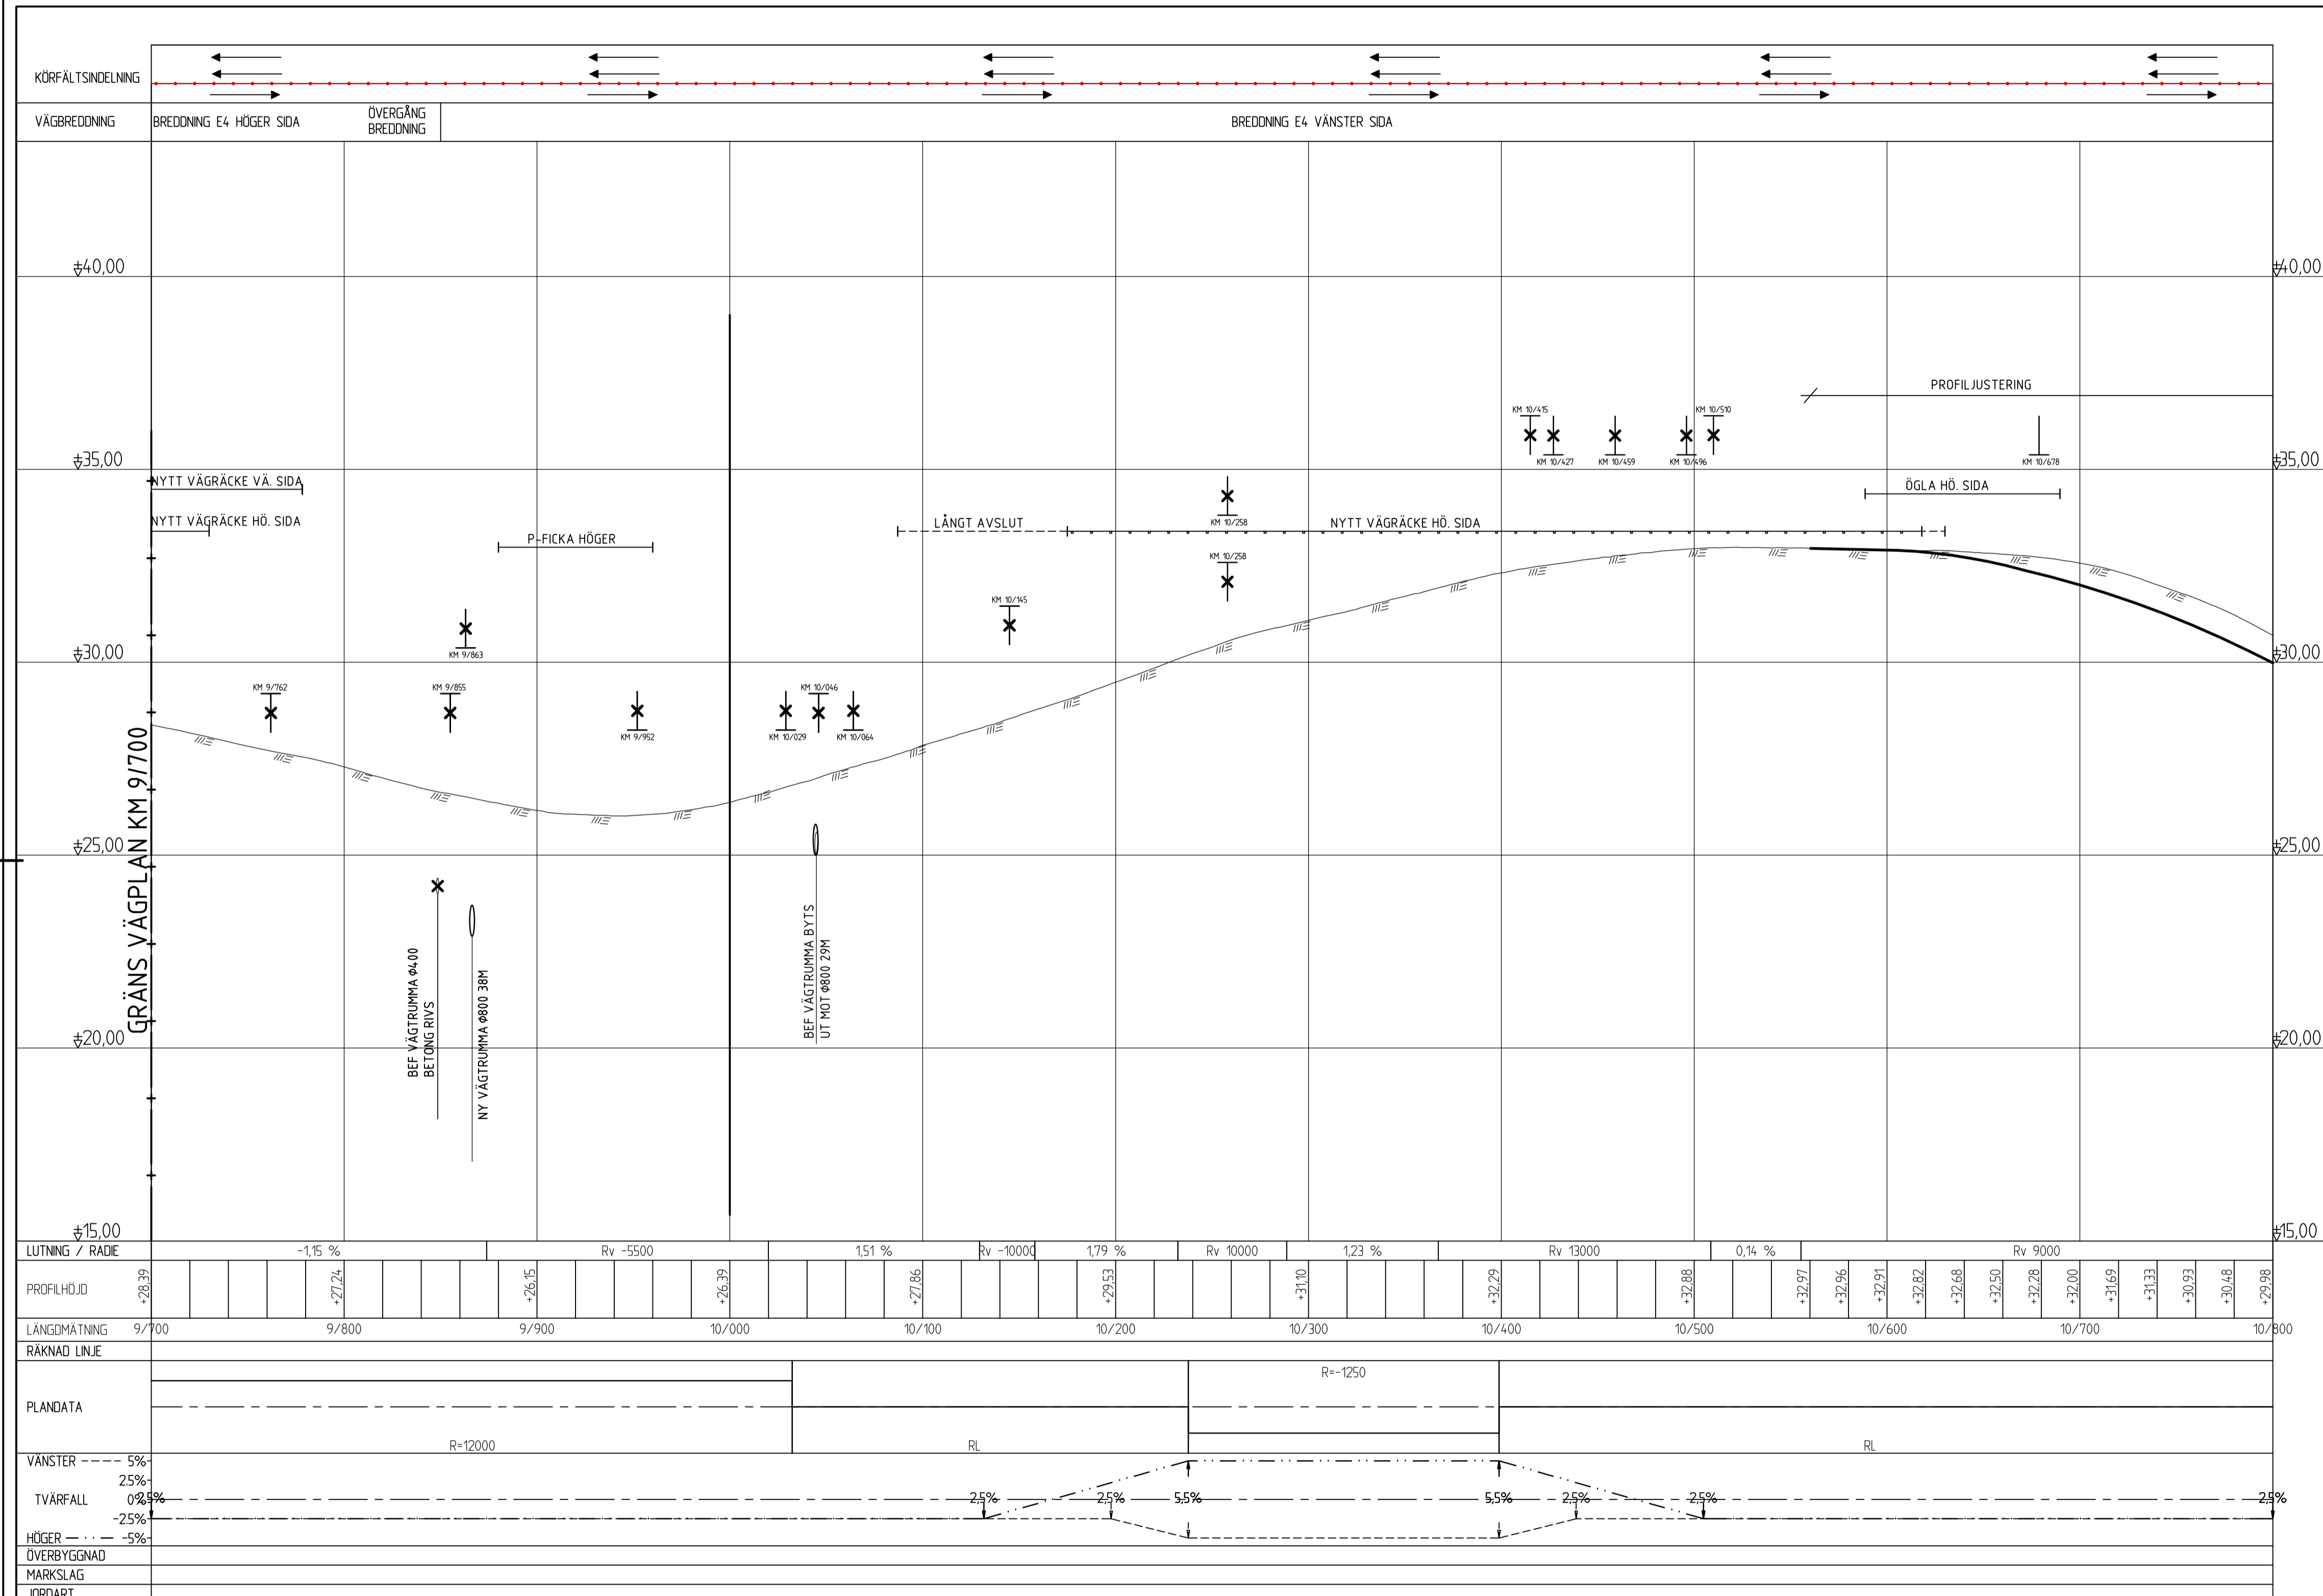 KÖRFÄLTSINDELNING
VÄGBREDDNING
BREDDNING E4 HÖGER SIDA
ÖVERGÅNG
BREDDNING
BREDDNING E4 VÄNSTER SIDA
±40,00
±40,00
PROFILJUSTERING
KM 10/415
KM 10/510
KM 10/427
KM 10/459
KM 10/496
KM 10/678
±35,00
±35,00
NYTT VÄGRÄCKE VÄ. SIDA
ÖGLA HÖ. SIDA
NYTT VÄGRÄCKE HÖ. SIDA
P-FICKA HÖGER
LÅNGT AVSLUT
KM 10/258
NYTT VÄGRÄCKE HÖ. SIDA
KM 10/258
KM 10/145
KM 9/863
±30,00
±30,00
KM 9/762
KM 9/855
KM 10/046
KM 9/952
KM 10/029
KM 10/064
GRÄNS VÄGPLAN KM 9/700
±25,00
±25,00
BEF VÄGTRUMMA Ø400
BETONG RIVS
NY VÄGTRUMMA Ø800 38M
BEF VÄGTRUMMA BYTS
UT MOT Ø800 29M
±20,00
±20,00
±15,00
±15,00
LUTNING / RADIE
-1,15 %
Rv -5500
1,51 %
Rv -10000
1,79 %
Rv 10000
1,23 %
Rv 13000
0,14 %
Rv 9000
PROFILHÖJD
+28,39
+27,24
+26,15
+26,39
+27,86
+29,53
+31,10
+32,29
+32,88
+32,97
+32,96
+32,91
+32,82
+32,68
+32,50
+32,28
+32,00
+31,69
+31,33
+30,93
+30,48
+29,98
LÄNGDMÄTNING
9/700
9/800
9/900
10/000
10/100
10/200
10/300
10/400
10/500
10/600
10/700
10/800
RÄKNAD LINJE
PLANDATA
R=12000
RL
R=-1250
RL
VÄNSTER
5%
2.5%
TVÄRFALL
0%
2,5%
2,5%
2,5%
5,5%
5,5%
2,5%
2,5%
2,5%
-2.5%
HÖGER
-5%
ÖVERBYGGNAD
MARKSLAG
JORDART